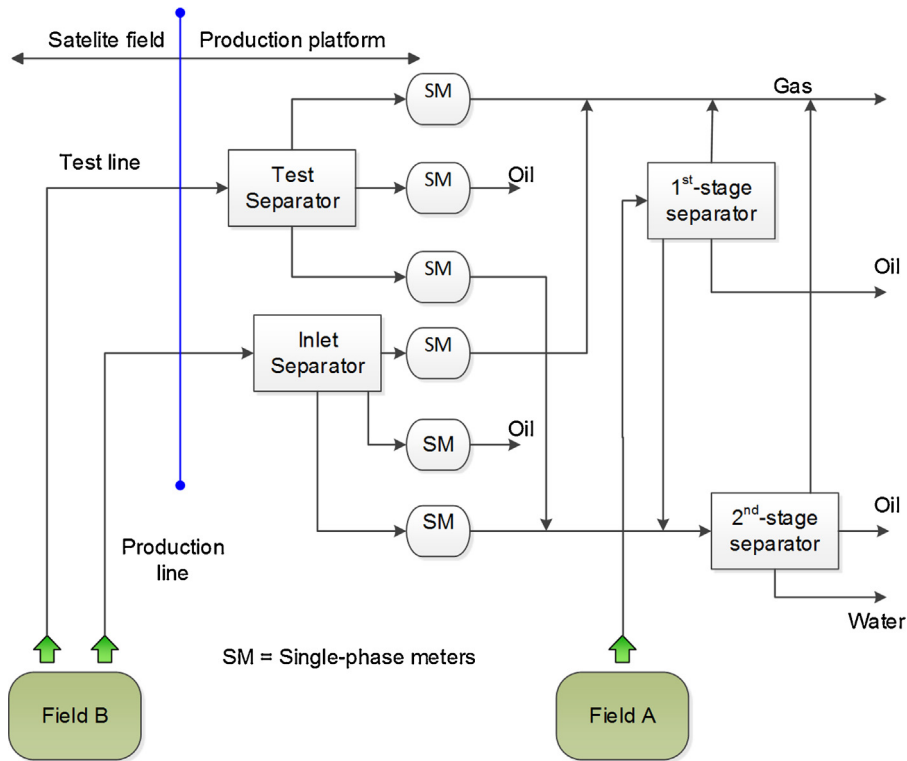 Satelite field
Production platform
SM
Gas
Test line
Test
Separator
SM
Oil
1st-stage
separator
SM
Oil
Inlet
Separator
SM
SM
Oil
SM
2nd-stage
separator
Oil
Production
line
Water
SM = Single-phase meters
Field B
Field A